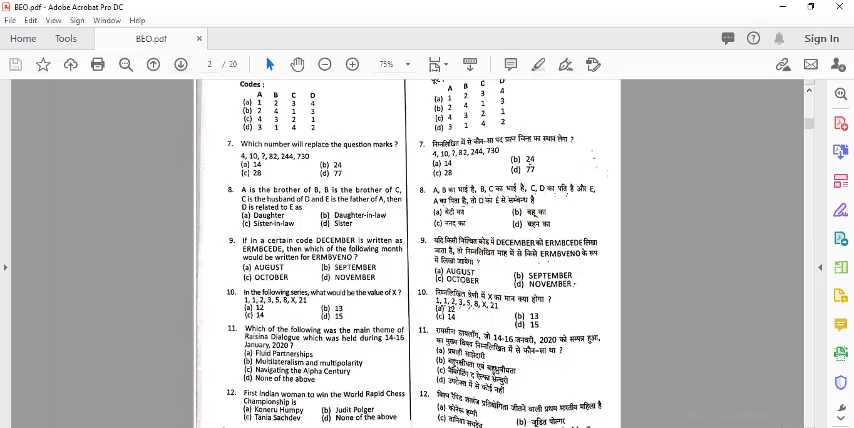 BEO.pdf - Adobe Acrobat Pro DC
File Edit View Sign Window Help
Home Tools BEO.pdf × Sign In
2 / 20 75%
Codes :
A B C D
(a) 1 2 3 4
(b) 2 4 1 3
(c) 4 3 2 1
(d) 3 1 4 2
7. Which number will replace the question marks ?
4, 10, ?, 82, 244, 730
(a) 14 (b) 24
(c) 28 (d) 77
8. A is the brother of B, B is the brother of C,
C is the husband of D and E is the father of A, then
D is related to E as
(a) Daughter (b) Daughter-in-law
(c) Sister-in-law (d) Sister
9. If in a certain code DECEMBER is written as
ERMBCEDE, then which of the following month
would be written for ERMBVENO?
(a) AUGUST (b) SEPTEMBER
(c) OCTOBER (d) NOVEMBER
10. In the following series, what would be the value of X ?
1, 1, 2, 3, 5, 8, X, 21
(a) 12 (b) 13
(c) 14 (d) 15
11. Which of the following was the main theme of
Raisina Dialogue which was held during 14-16
January, 2020 ?
(a) Fluid Partnerships
(b) Multilateralism and multipolarity
(c) Navigating the Alpha Century
(d) None of the above
12. First Indian woman to win the World Rapid Chess
Championship is
(a) Koneru Humpy (b) Judit Polger
(c) Tania Sachdev (d) None of the above
A B C D
(a) 1 2 3 4
(b) 2 4 1 3
(c) 4 3 2 1
(d) 3 1 4 2
7. निम्नलिखित में से कौन-सा पद प्रश्न चिन्ह का स्थान लेगा ?
4, 10, ?, 82, 244, 730
(a) 14 (b) 24
(c) 28 (d) 77
8. A, B का भाई है, B, C का भाई है, C, D का पति है और E,
A का पिता है, तो D का E से सम्बन्ध है
(a) बेटी का (b) बहू का
(c) ननद का (d) बहन का
9. यदि किसी निश्चित कोड में DECEMBER को ERMBCEDE लिखा
जाता है, तो निम्नलिखित माह में से किसे ERMBVENO के रूप
में लिखा जायेगा ?
(a) AUGUST (b) SEPTEMBER
(c) OCTOBER (d) NOVEMBER
10. निम्नलिखित श्रेणी में X का मान क्या होगा ?
1, 1, 2, 3, 5, 8, X, 21
(a) 12 (b) 13
(c) 14 (d) 15
11. रायसीना डायलॉग, जो 14-16 जनवरी, 2020 को सम्पन्न हुआ,
का मुख्य विषय निम्नलिखित में से कौन-सा था ?
(a) प्रवाही साझेदारी
(b) बहुपक्षीयता एवं बहुध्रुवीयता
(c) नैविगेटिंग द ऐल्फा सेन्चुरी
(d) उपरोक्त में से कोई नहीं
12. विश्व रैपिड शतरंज प्रतियोगिता जीतने वाली प्रथम भारतीय महिला है
(a) कोनेरू हम्पी (b) जूडित पोल्गर
(c) तानिया सचदेव